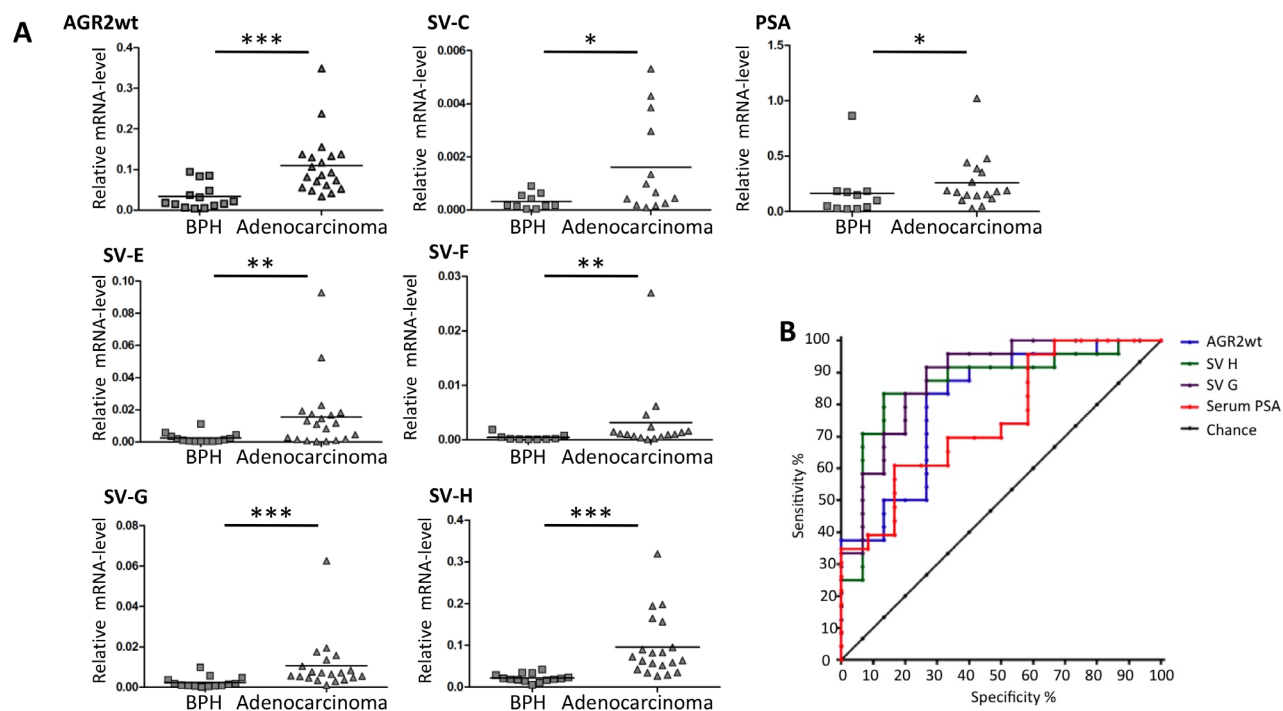 A
AGR2wt
***
Relative mRNA-level
0.4
0.3
0.2
0.1
0.0
BPH Adenocarcinoma
SV-C
*
Relative mRNA-level
0.006
0.004
0.002
0.000
BPH Adenocarcinoma
PSA
*
Relative mRNA-level
1.5
1.0
0.5
0.0
BPH Adenocarcinoma
SV-E
**
Relative mRNA-level
0.10
0.08
0.06
0.04
0.02
0.00
BPH Adenocarcinoma
SV-F
**
Relative mRNA-level
0.03
0.02
0.01
0.00
BPH Adenocarcinoma
SV-G
***
Relative mRNA-level
0.08
0.06
0.04
0.02
0.00
BPH Adenocarcinoma
SV-H
***
Relative mRNA-level
0.4
0.3
0.2
0.1
0.0
BPH Adenocarcinoma
B
Sensitivity %
100
90
80
70
60
50
40
30
20
10
0
0 10 20 30 40 50 60 70 80 90 100
Specificity %
AGR2wt
SV H
SV G
Serum PSA
Chance